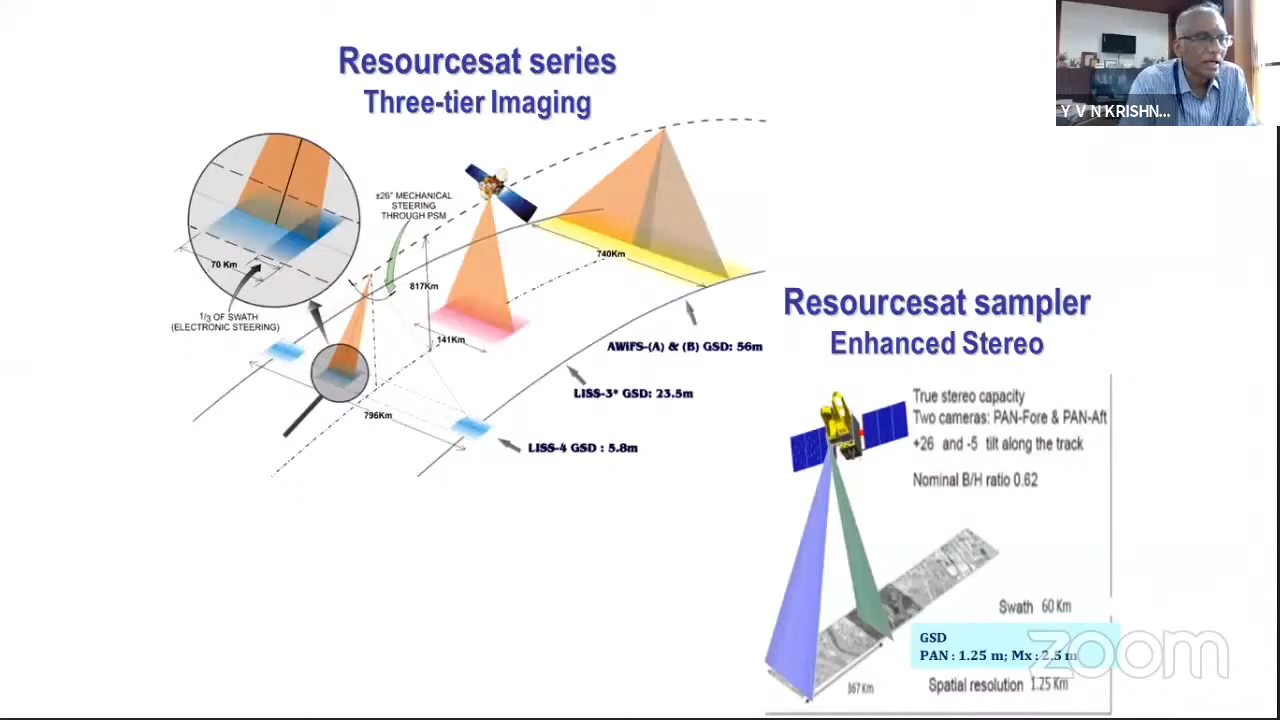 Resourcesat series
Three-tier Imaging
Y V N KRISHN...
±26° MECHANICAL
STEERING
THROUGH PSM
70 Km
740Km
817Km
1/3 OF SWATH
(ELECTRONIC STEERING)
141Km
796Km
AWiFS-(A) & (B) GSD: 56m
LISS-3* GSD: 23.5m
LISS-4 GSD : 5.8m
Resourcesat sampler
Enhanced Stereo
True stereo capacity
Two cameras: PAN-Fore & PAN-Aft
+26 and -5 tilt along the track
Nominal B/H ratio 0.62
Swath 60 Km
GSD
PAN : 1.25 m; Mx : 2.5 m
Spatial resolution 1.25 Km
367 Km
zoom